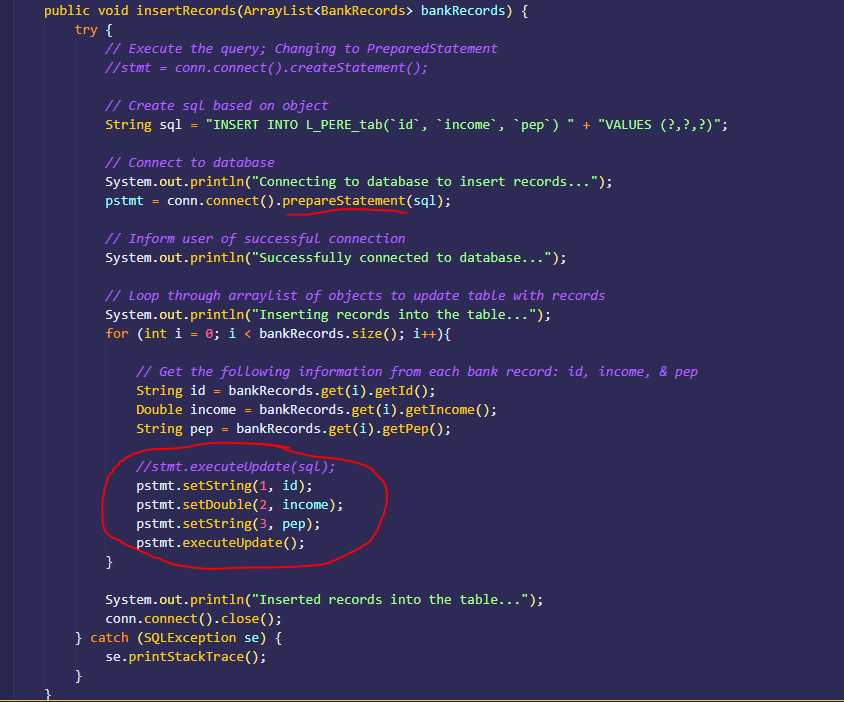 public void insertRecords(ArrayList<BankRecords> bankRecords) {
try {
// Execute the query; Changing to PreparedStatement
//stmt = conn.connect().createStatement();
// Create sql based on object
String sql = "INSERT INTO L_PERE_tab(`id`, `income`, `pep`) " + "VALUES (?,?,?)";
// Connect to database
System.out.println("Connecting to database to insert records...");
pstmt = conn.connect().prepareStatement(sql);
// Inform user of successful connection
System.out.println("Successfully connected to database...");
// Loop through arraylist of objects to update table with records
System.out.println("Inserting records into the table...");
for (int i = 0; i < bankRecords.size(); i++){
// Get the following information from each bank record: id, income, & pep
String id = bankRecords.get(i).getId();
Double income = bankRecords.get(i).getIncome();
String pep = bankRecords.get(i).getPep();
//stmt.executeUpdate(sql);
pstmt.setString(1, id);
pstmt.setDouble(2, income);
pstmt.setString(3, pep);
pstmt.executeUpdate();
}
System.out.println("Inserted records into the table...");
conn.connect().close();
} catch (SQLException se) {
se.printStackTrace();
}
}